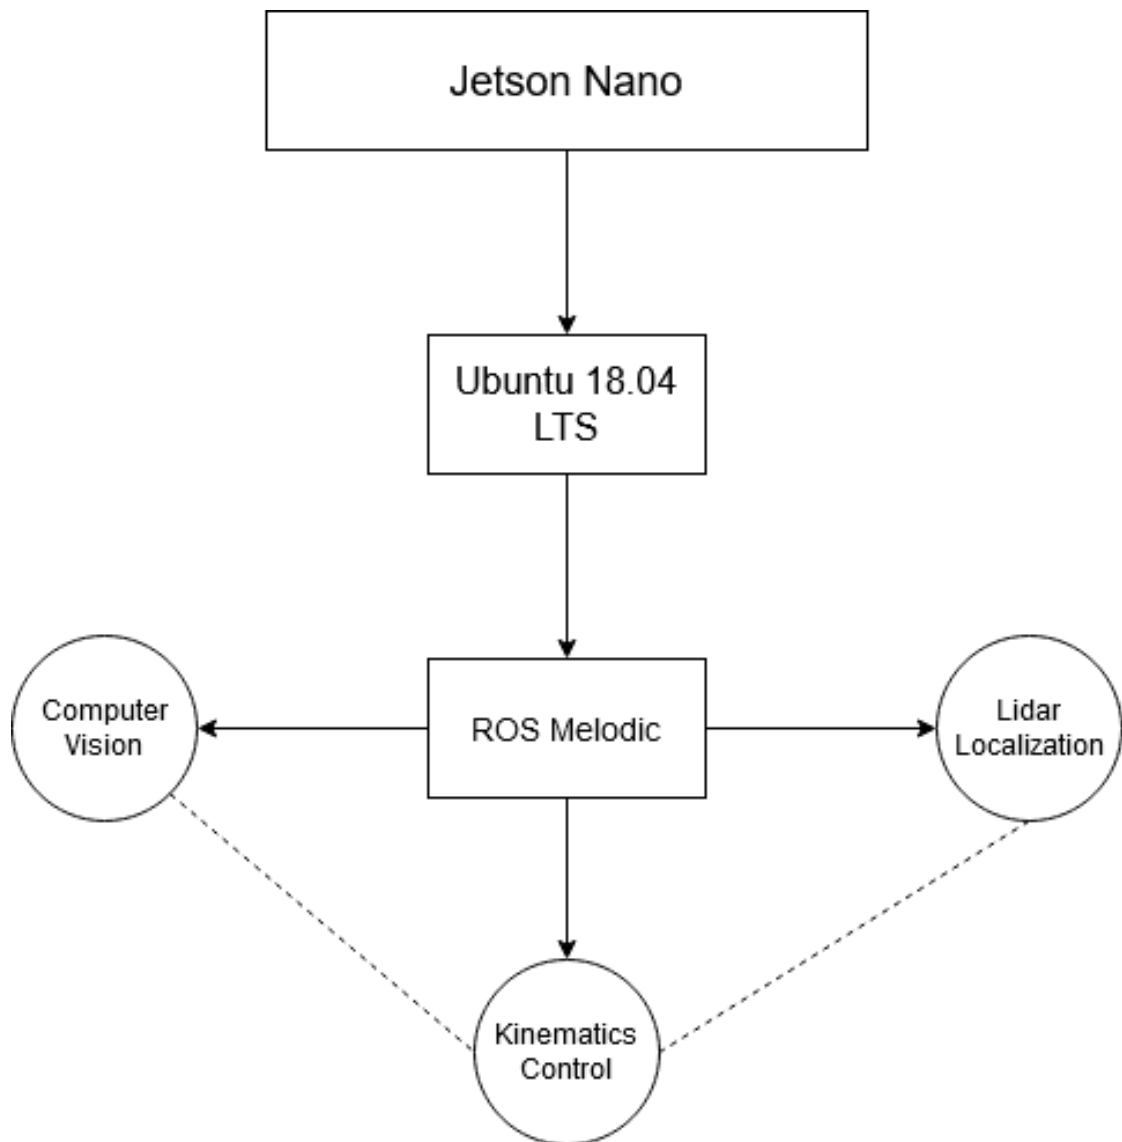 Jetson Nano
Ubuntu 18.04
LTS
Computer
Vision
ROS Melodic
Lidar
Localization
Kinematics
Control